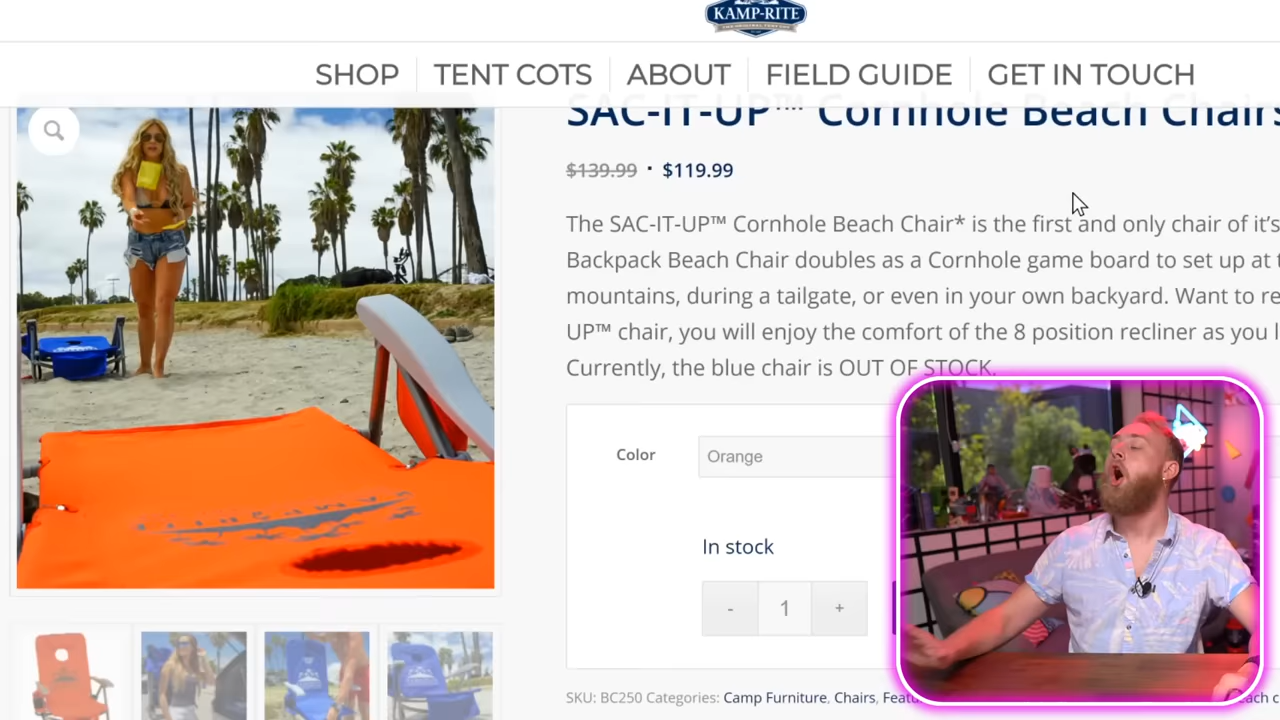 KAMP-RITE
SHOP
TENT COTS
ABOUT
FIELD GUIDE
GET IN TOUCH
SAC-IT-UP™ Cornhole Beach Chairs
$139.99 · $119.99
The SAC-IT-UP™ Cornhole Beach Chair* is the first and only chair of it's
Backpack Beach Chair doubles as a Cornhole game board to set up at t
mountains, during a tailgate, or even in your own backyard. Want to re
UP™ chair, you will enjoy the comfort of the 8 position recliner as you l
Currently, the blue chair is OUT OF STOCK.
Color
Orange
In stock
- 1 +
SKU: BC250 Categories: Camp Furniture, Chairs, Featu